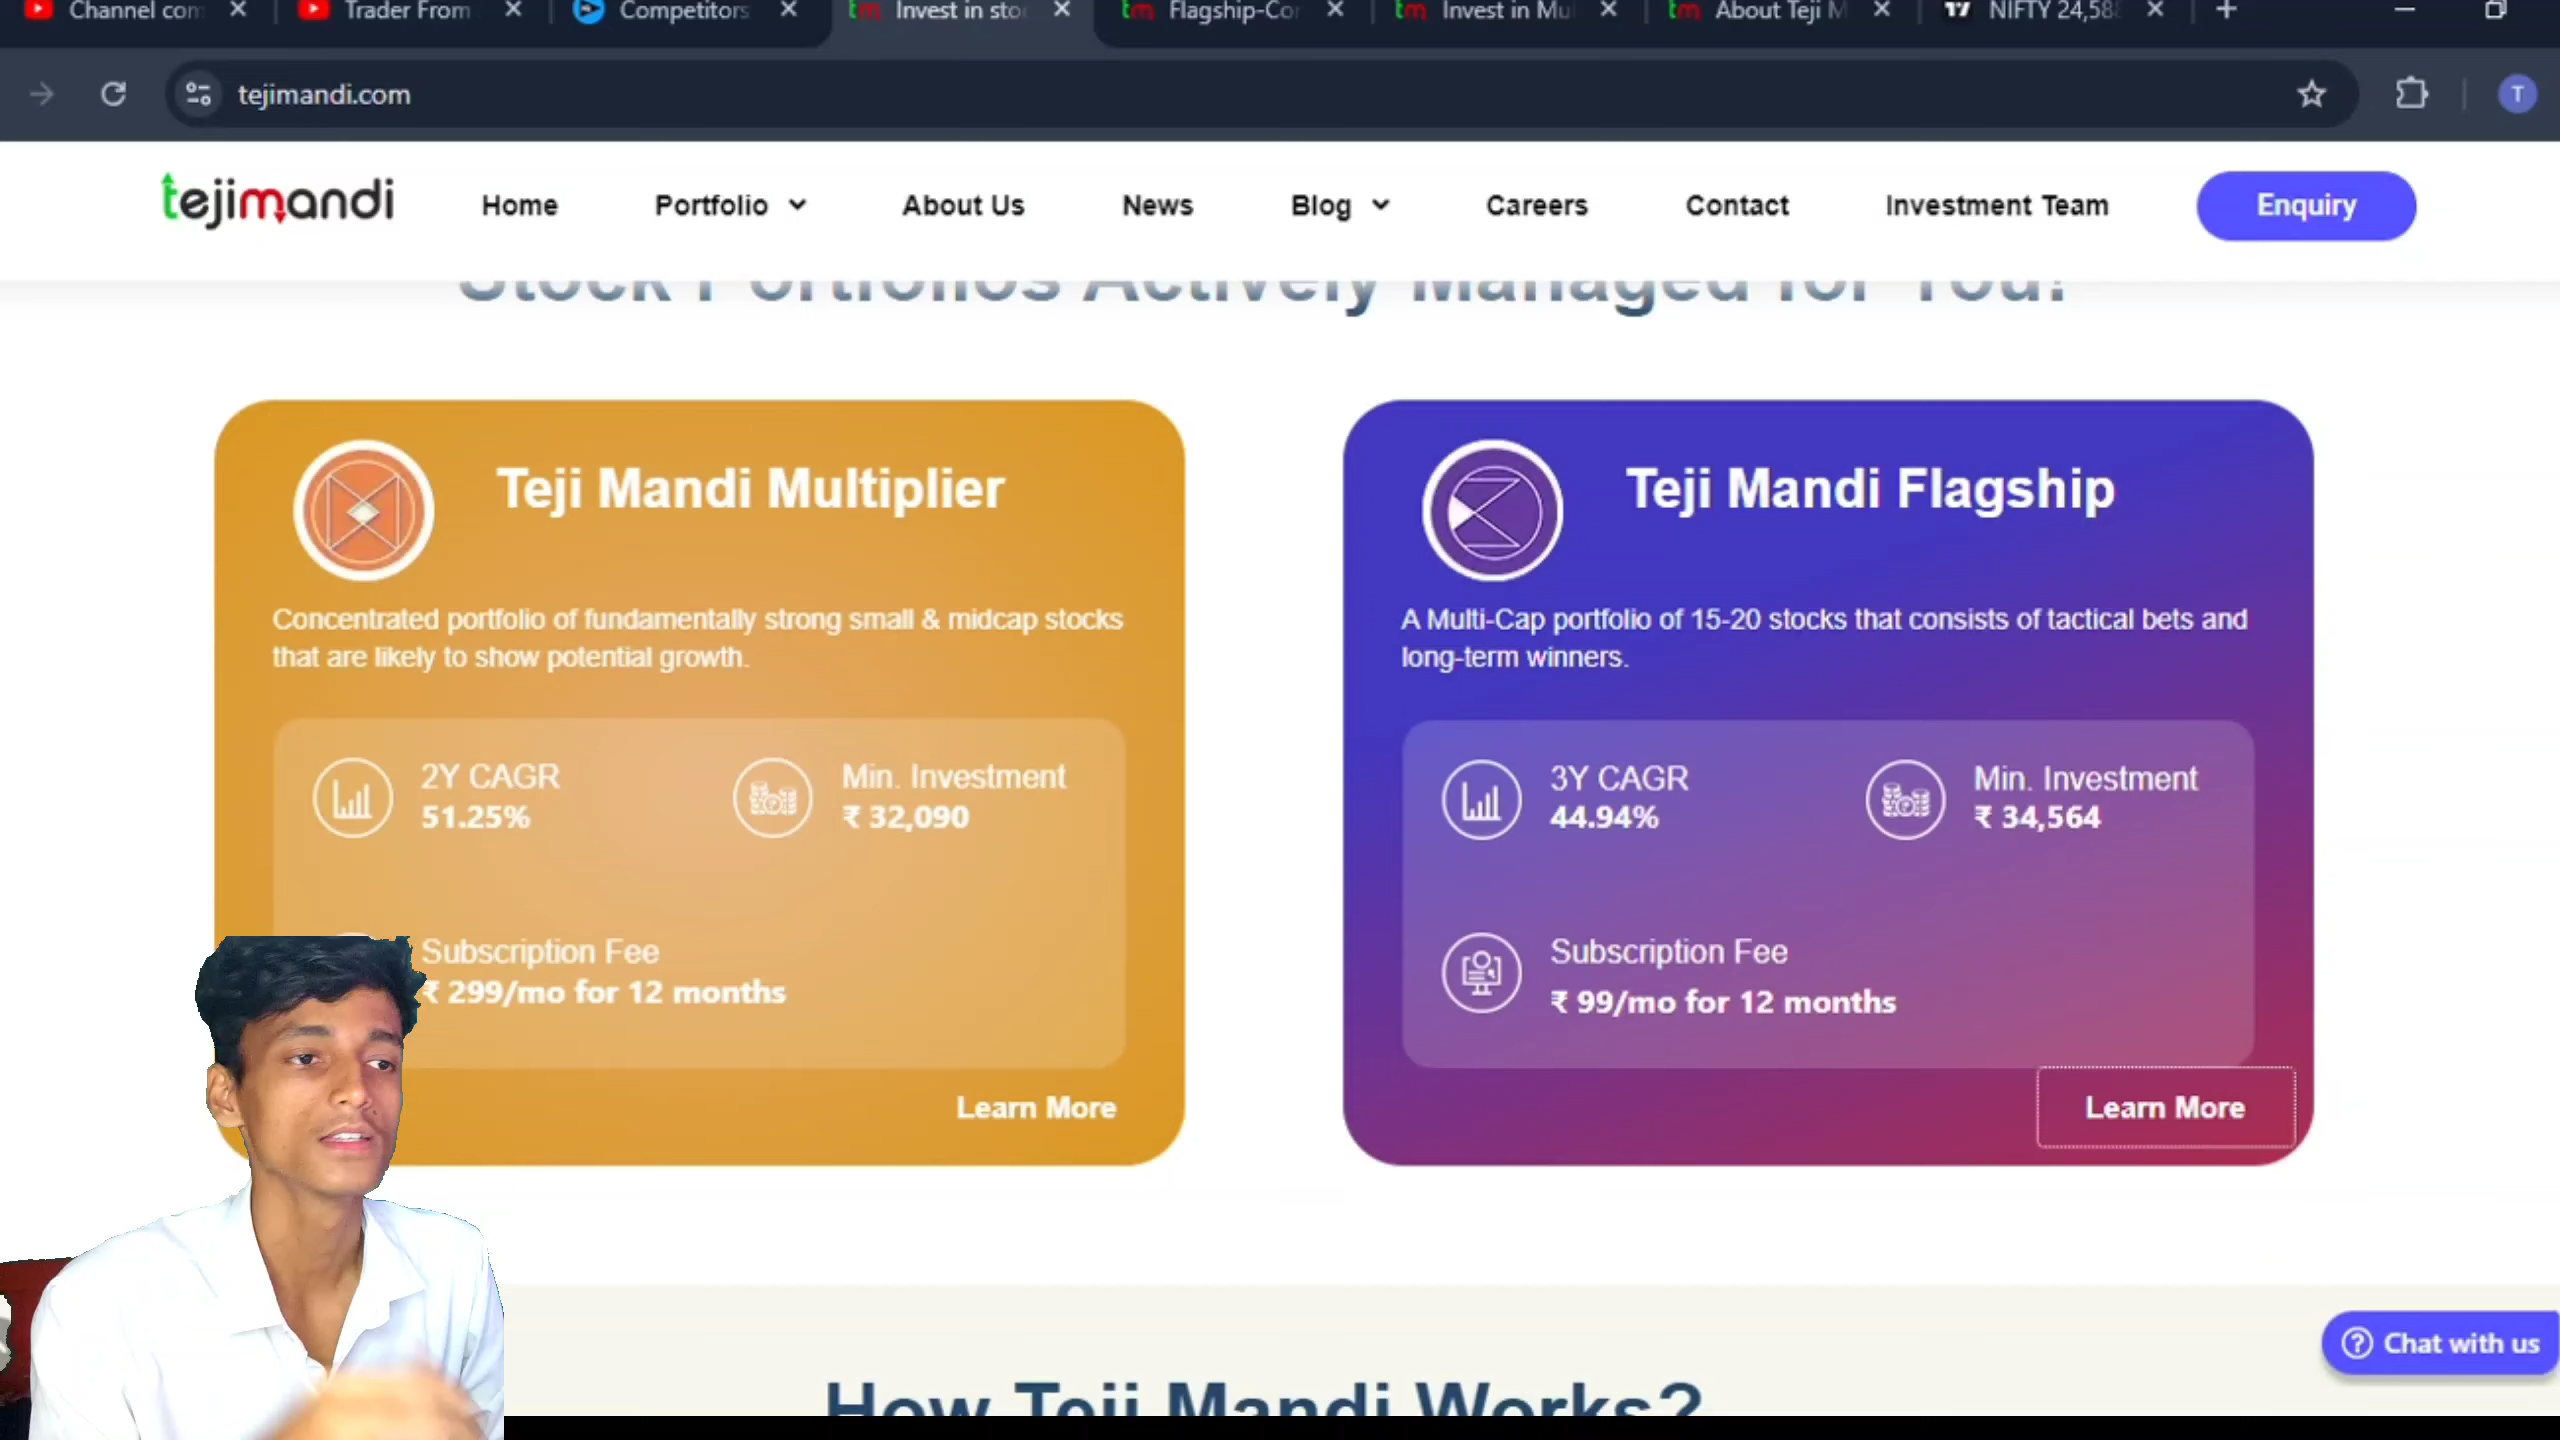 Channel con
Trader From
Competitors
Invest in sto
Flagship-Cor
Invest in Mu
About Teji M
NIFTY 24,588
tejimandi.com
T
tejimandi
Home
Portfolio
About Us
News
Blog
Careers
Contact
Investment Team
Enquiry
Stock Portfolios Actively Managed for You!
Teji Mandi Multiplier
Concentrated portfolio of fundamentally strong small & midcap stocks
that are likely to show potential growth.
2Y CAGR
51.25%
Min. Investment
₹ 32,090
Subscription Fee
₹ 299/mo for 12 months
Learn More
Teji Mandi Flagship
A Multi-Cap portfolio of 15-20 stocks that consists of tactical bets and
long-term winners.
3Y CAGR
44.94%
Min. Investment
₹ 34,564
Subscription Fee
₹ 99/mo for 12 months
Learn More
Chat with us
How Teji Mandi Works?